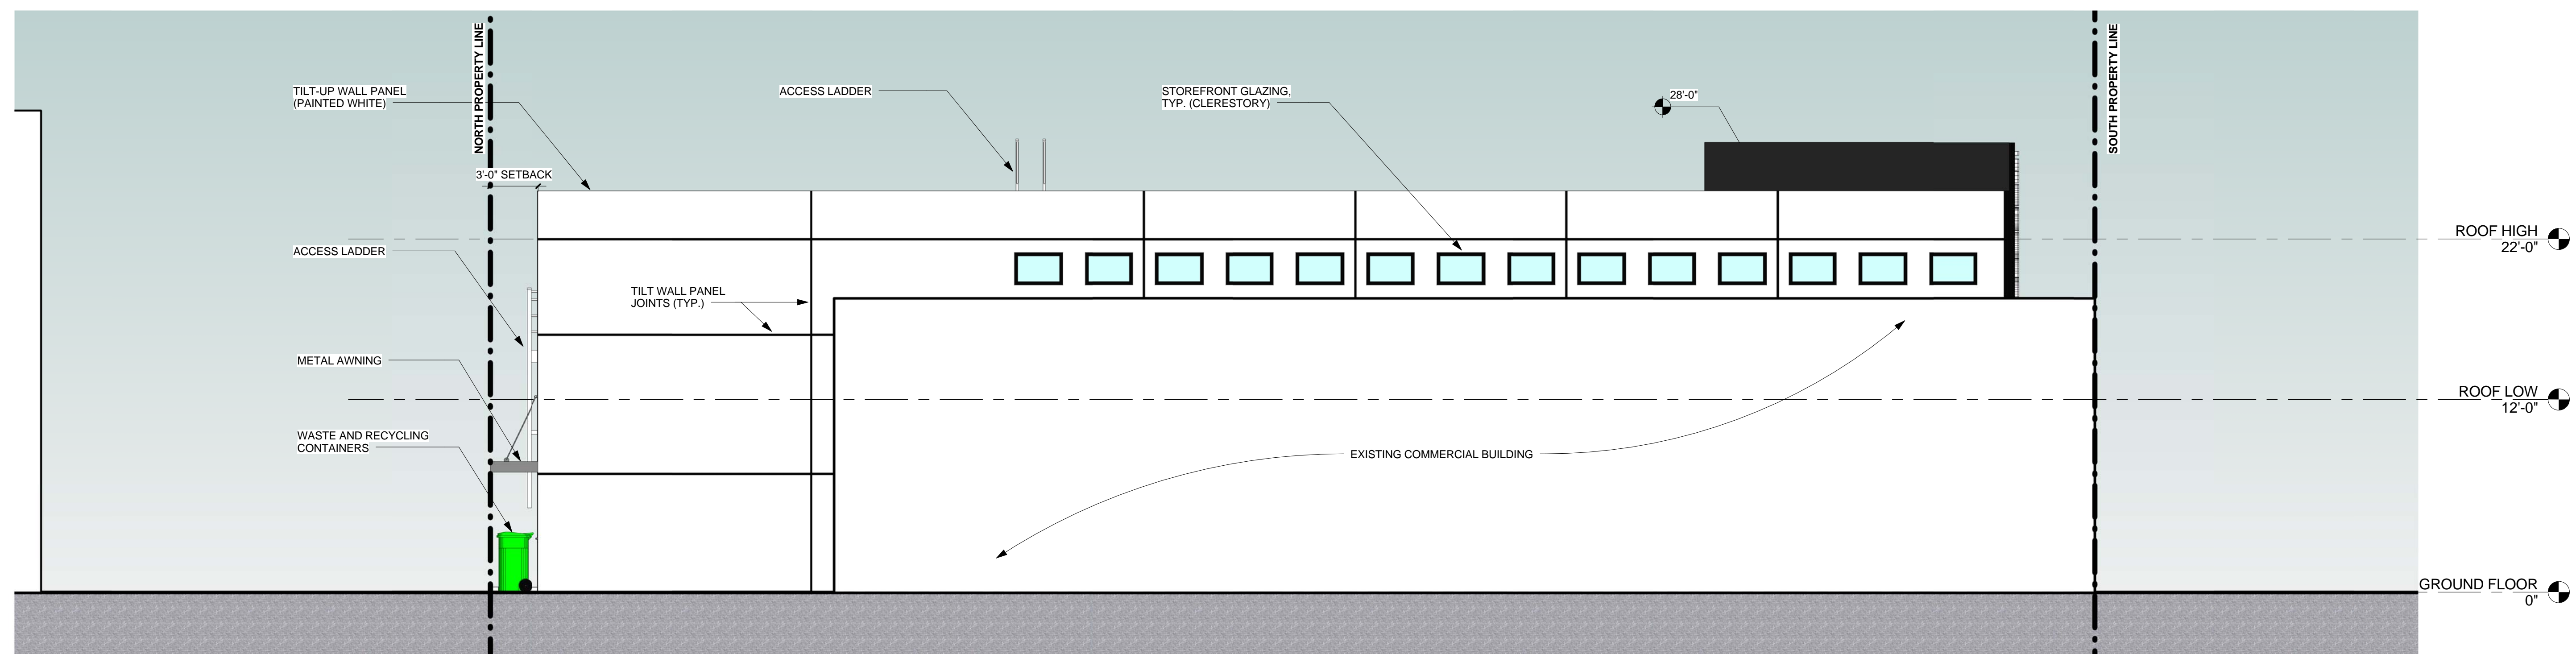 NORTH PROPERTY LINE
SOUTH PROPERTY LINE
TILT-UP WALL PANEL
(PAINTED WHITE)
ACCESS LADDER
STOREFRONT GLAZING,
TYP. (CLERESTORY)
28'-0"
3'-0" SETBACK
ROOF HIGH
22'-0"
ACCESS LADDER
TILT WALL PANEL
JOINTS (TYP.)
METAL AWNING
ROOF LOW
12'-0"
WASTE AND RECYCLING
CONTAINERS
EXISTING COMMERCIAL BUILDING
GROUND FLOOR
0"